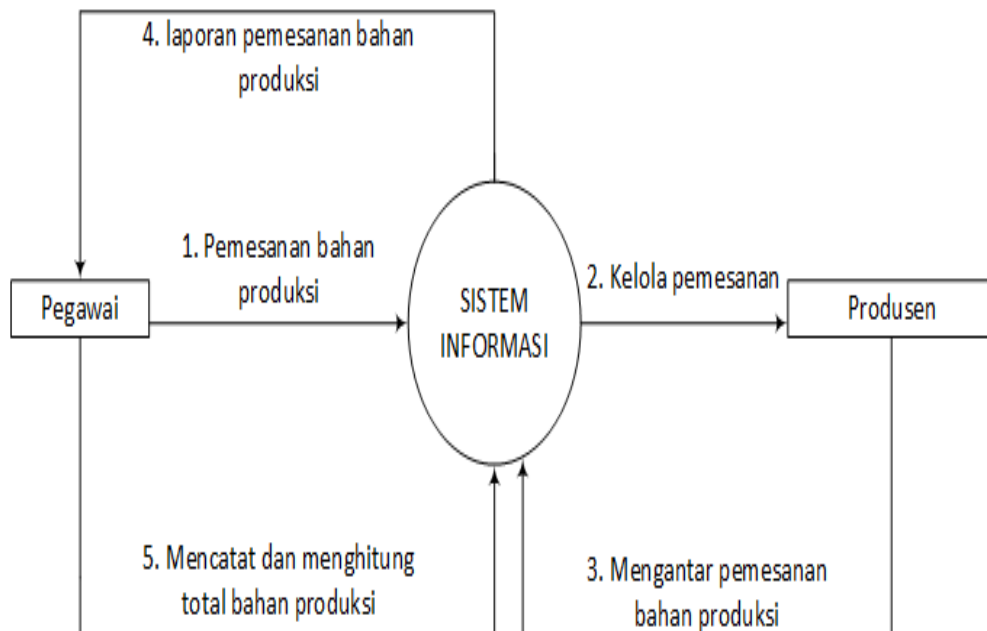 4. laporan pemesanan bahan
produksi
1. Pemesanan bahan
produksi
Pegawai
SISTEM
INFORMASI
2. Kelola pemesanan
Produsen
5. Mencatat dan menghitung
total bahan produksi
3. Mengantar pemesanan
bahan produksi